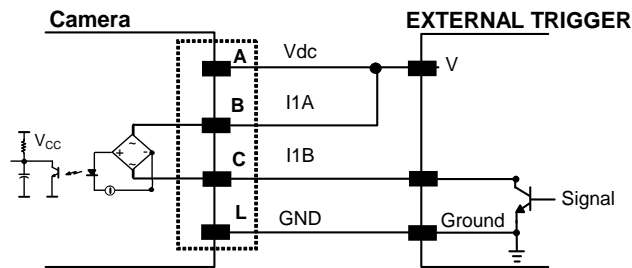 Camera
EXTERNAL TRIGGER
A
Vdc
V
B
I1A
VCC
+
~
-
~
C
I1B
Signal
L
GND
Ground